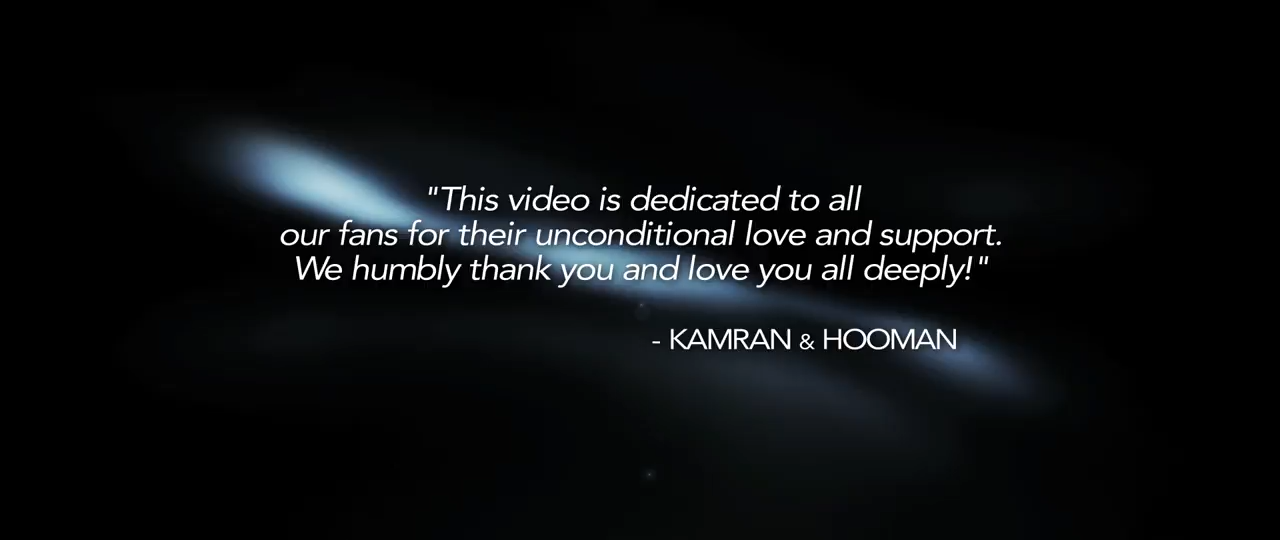 "This video is dedicated to all
our fans for their unconditional love and support.
We humbly thank you and love you all deeply!"
- KAMRAN & HOOMAN